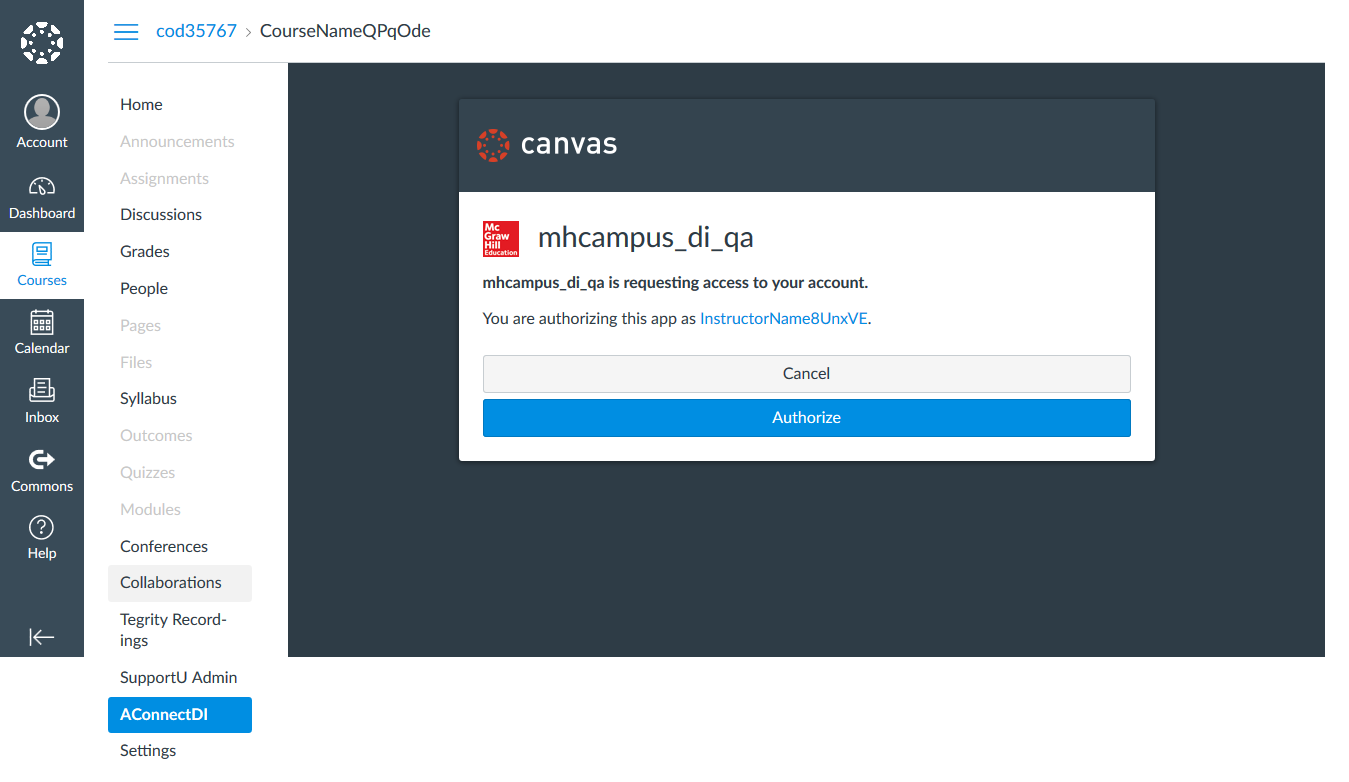 cod35767 › CourseNameQPqOde
Account
Dashboard
Courses
Calendar
Inbox
Commons
Help
Home
Announcements
Assignments
Discussions
Grades
People
Pages
Files
Syllabus
Outcomes
Quizzes
Modules
Conferences
Collaborations
Tegrity Record-
ings
SupportU Admin
AConnectDI
Settings
canvas
Mc
Graw
Hill
Education
mhcampus_di_qa
mhcampus_di_qa is requesting access to your account.
You are authorizing this app as InstructorName8UnxVE.
Cancel
Authorize